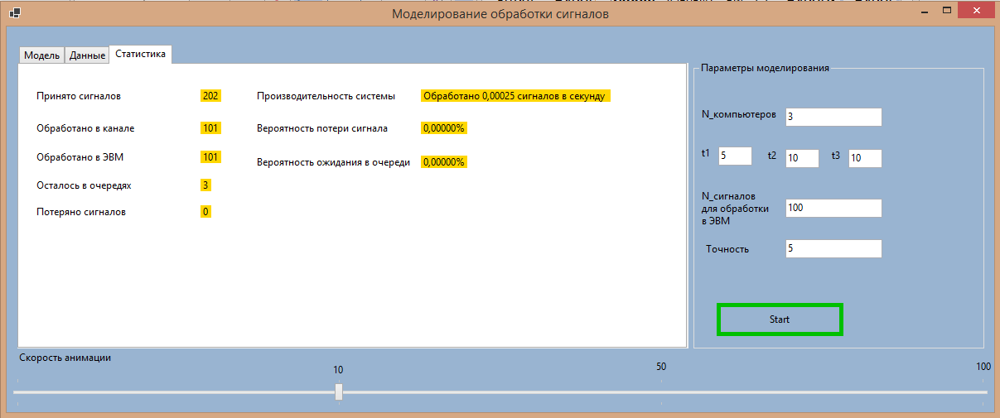 Моделирование обработки сигналов
Модель Данные Статистика
Принято сигналов 202 Производительность системы Обработано 0,00025 сигналов в секунду
Обработано в канале 101 Вероятность потери сигнала 0,00000%
Обработано в ЭВМ 101 Вероятность ожидания в очереди 0,00000%
Осталось в очередях 3
Потеряно сигналов 0
Параметры моделирования
N_компьютеров 3
t1 5 t2 10 t3 10
N_сигналов
для обработки
в ЭВМ 100
Точность 5
Start
Скорость анимации
10 50 100